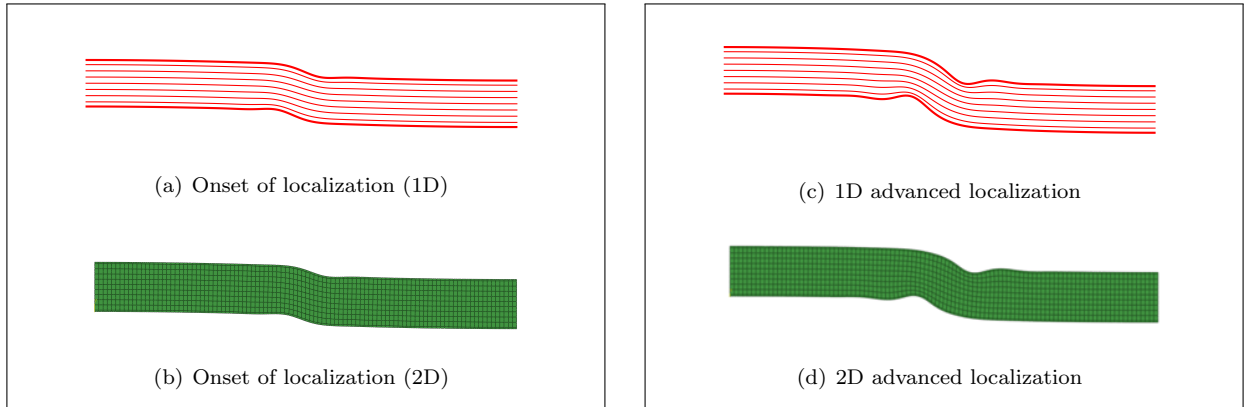 (a) Onset of localization (1D)
(b) Onset of localization (2D)
(c) 1D advanced localization
(d) 2D advanced localization